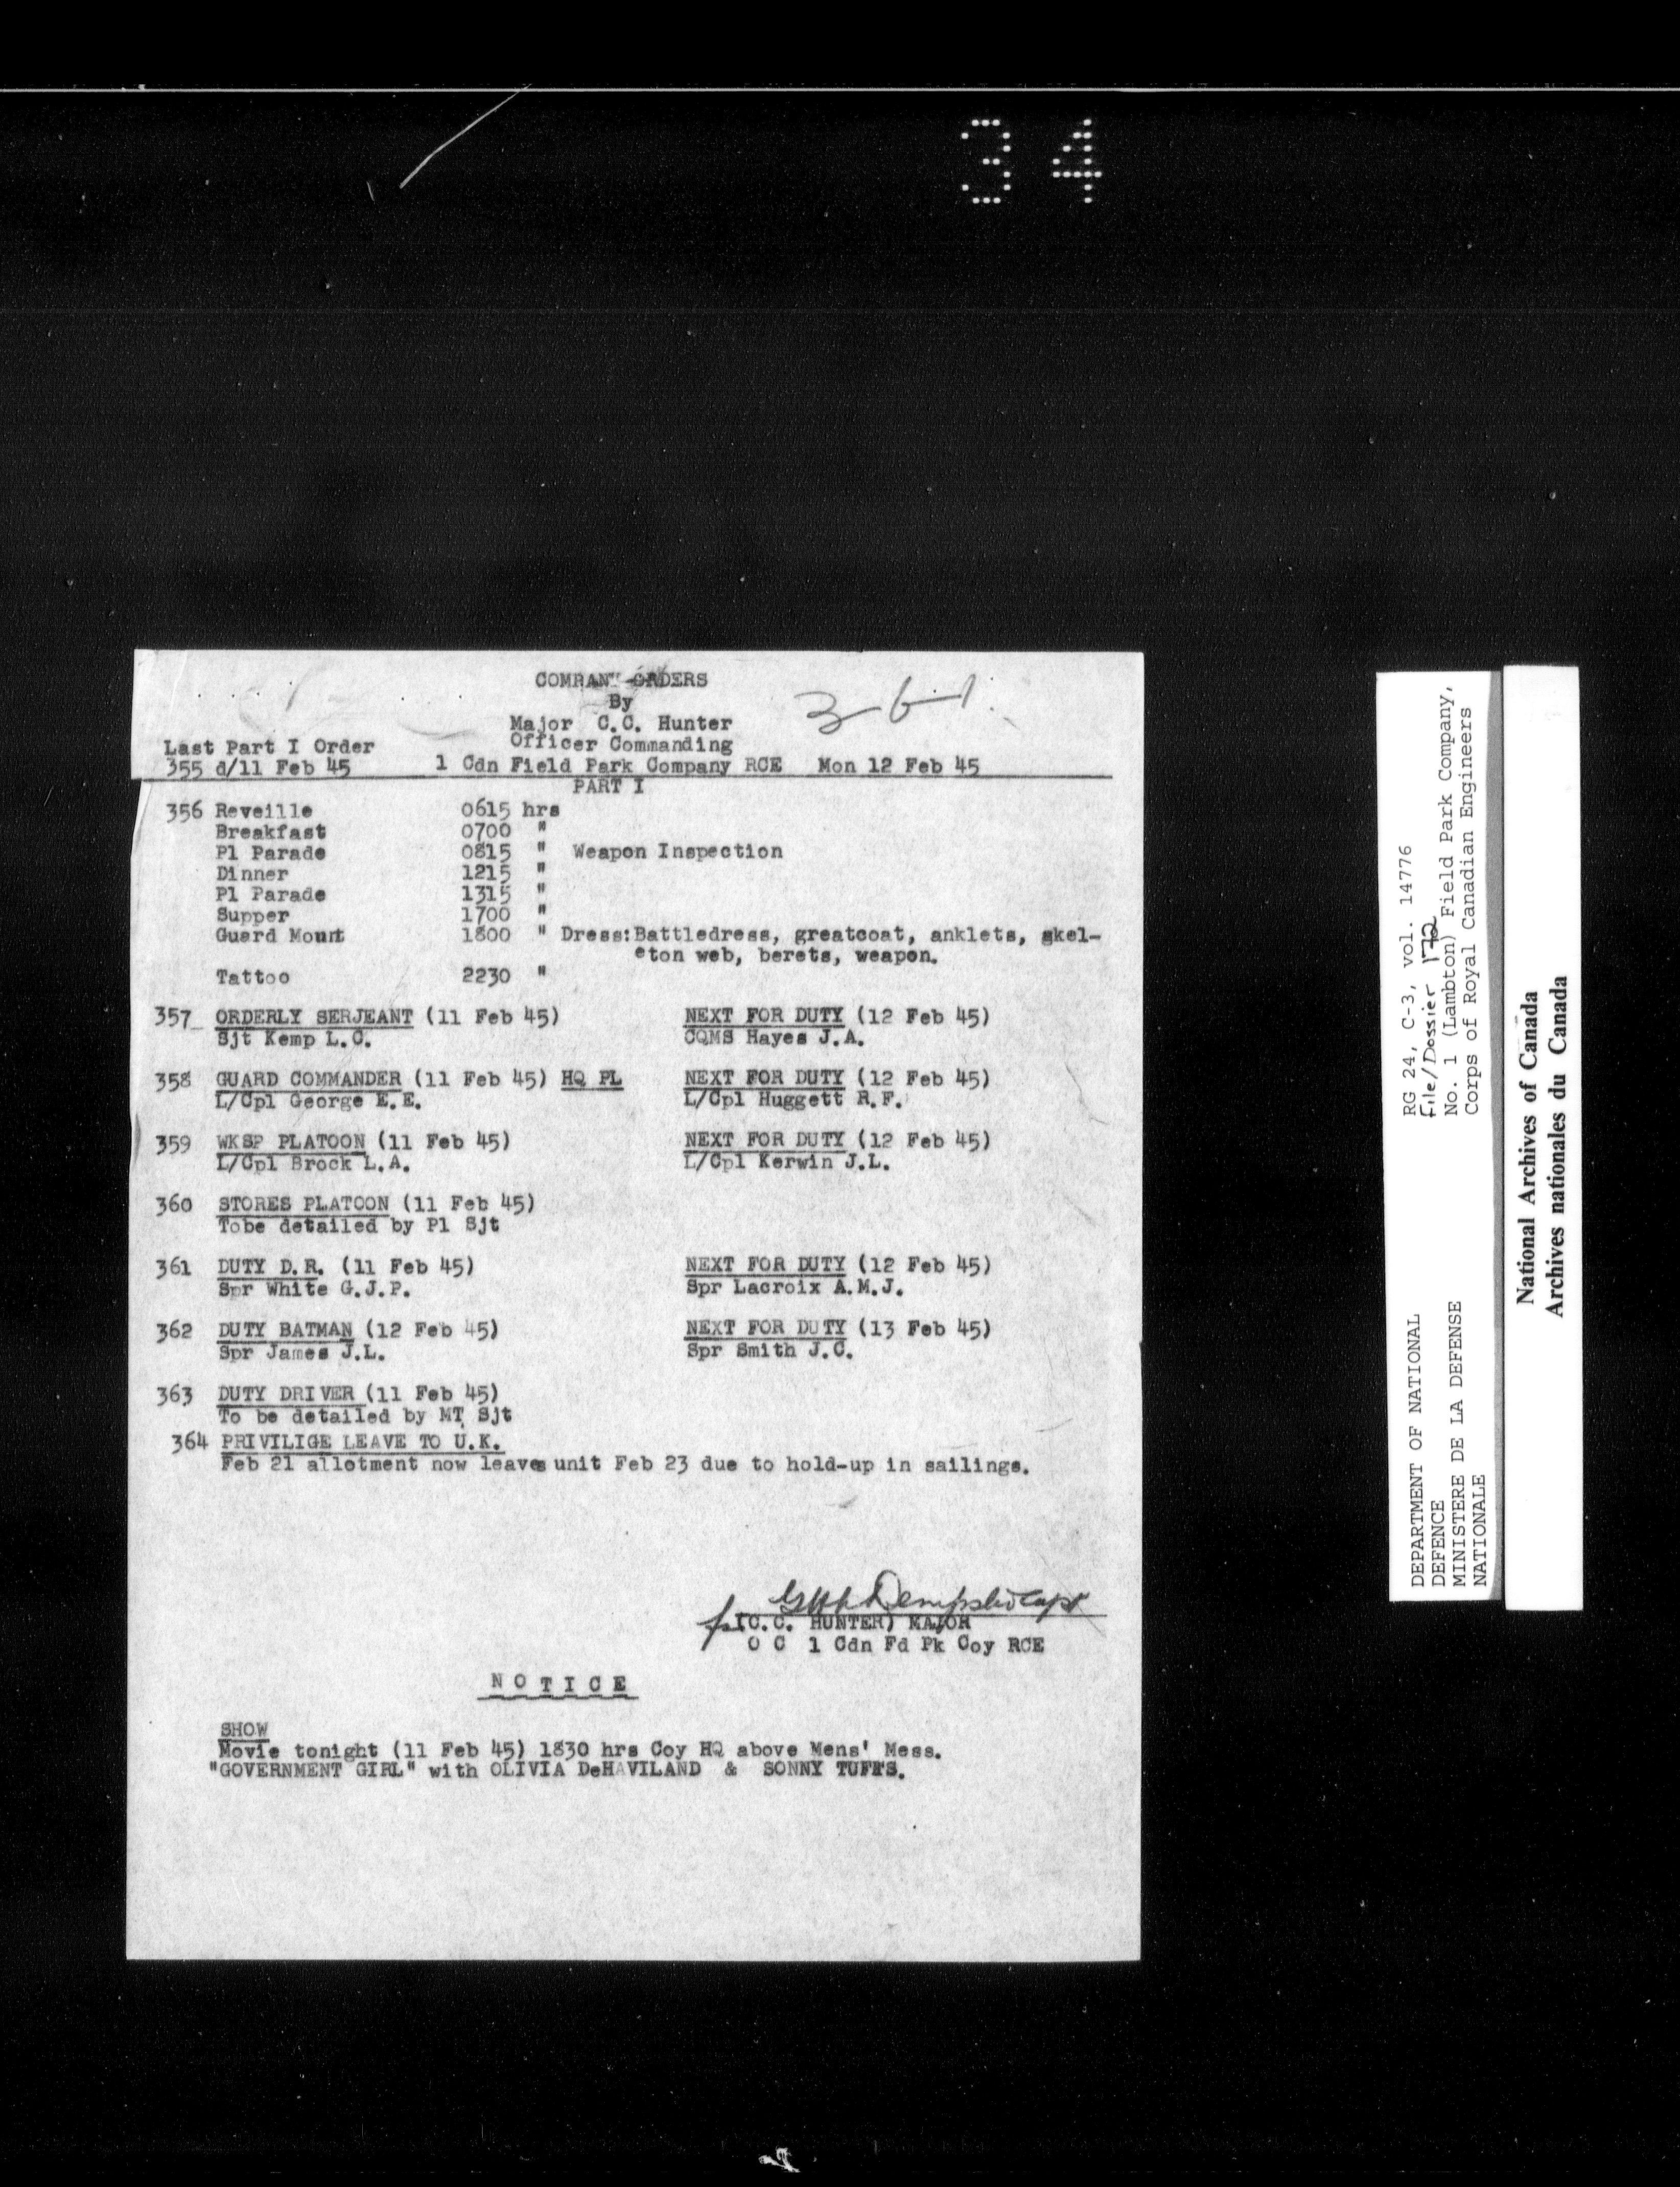 34
COMPANY ORDERS
By
3-6-1.
Major C.C. Hunter
Officer Commanding
Last Part I Order
355 d/11 Feb 45 1 Cdn Field Park Company RCE Mon 12 Feb 45
PART I
356 Reveille 0615 hrs
Breakfast 0700 "
Pl Parade 0815 " Weapon Inspection
Dinner 1215 "
Pl Parade 1315 "
Supper 1700 "
Guard Mount 1800 " Dress:Battledress, greatcoat, anklets, skel-
eton web, berets, weapon.
Tattoo 2230 "
357 ORDERLY SERJEANT (11 Feb 45) NEXT FOR DUTY (12 Feb 45)
Sjt Kemp L.C. CQMS Hayes J.A.
358 GUARD COMMANDER (11 Feb 45) HQ PL NEXT FOR DUTY (12 Feb 45)
L/Cpl George E.E. L/Cpl Huggett R.F.
359 WKSP PLATOON (11 Feb 45) NEXT FOR DUTY (12 Feb 45)
L/Cpl Brock L.A. L/Cpl Kerwin J.L.
360 STORES PLATOON (11 Feb 45)
Tobe detailed by Pl Sjt
361 DUTY D.R. (11 Feb 45) NEXT FOR DUTY (12 Feb 45)
Spr White G.J.P. Spr Lacroix A.M.J.
362 DUTY BATMAN (12 Feb 45) NEXT FOR DUTY (13 Feb 45)
Spr James J.L. Spr Smith J.C.
363 DUTY DRIVER (11 Feb 45)
To be detailed by MT Sjt
364 PRIVILIGE LEAVE TO U.K.
Feb 21 allotment now leaves unit Feb 23 due to hold-up in sailings.
Dempster Capt
for (C.C. HUNTER) MAJOR
O C 1 Cdn Fd Pk Coy RCE
NOTICE
SHOW
Movie tonight (11 Feb 45) 1830 hrs Coy HQ above Mens' Mess.
"GOVERNMENT GIRL" with OLIVIA DeHAVILAND & SONNY TUFTS.
RG 24, C-3, vol. 14776
File/Dossier 172
No. 1 (Lambton) Field Park Company,
Corps of Royal Canadian Engineers
DEPARTMENT OF NATIONAL
DEFENCE
MINISTERE DE LA DEFENSE
NATIONALE
National Archives of Canada
Archives nationales du Canada